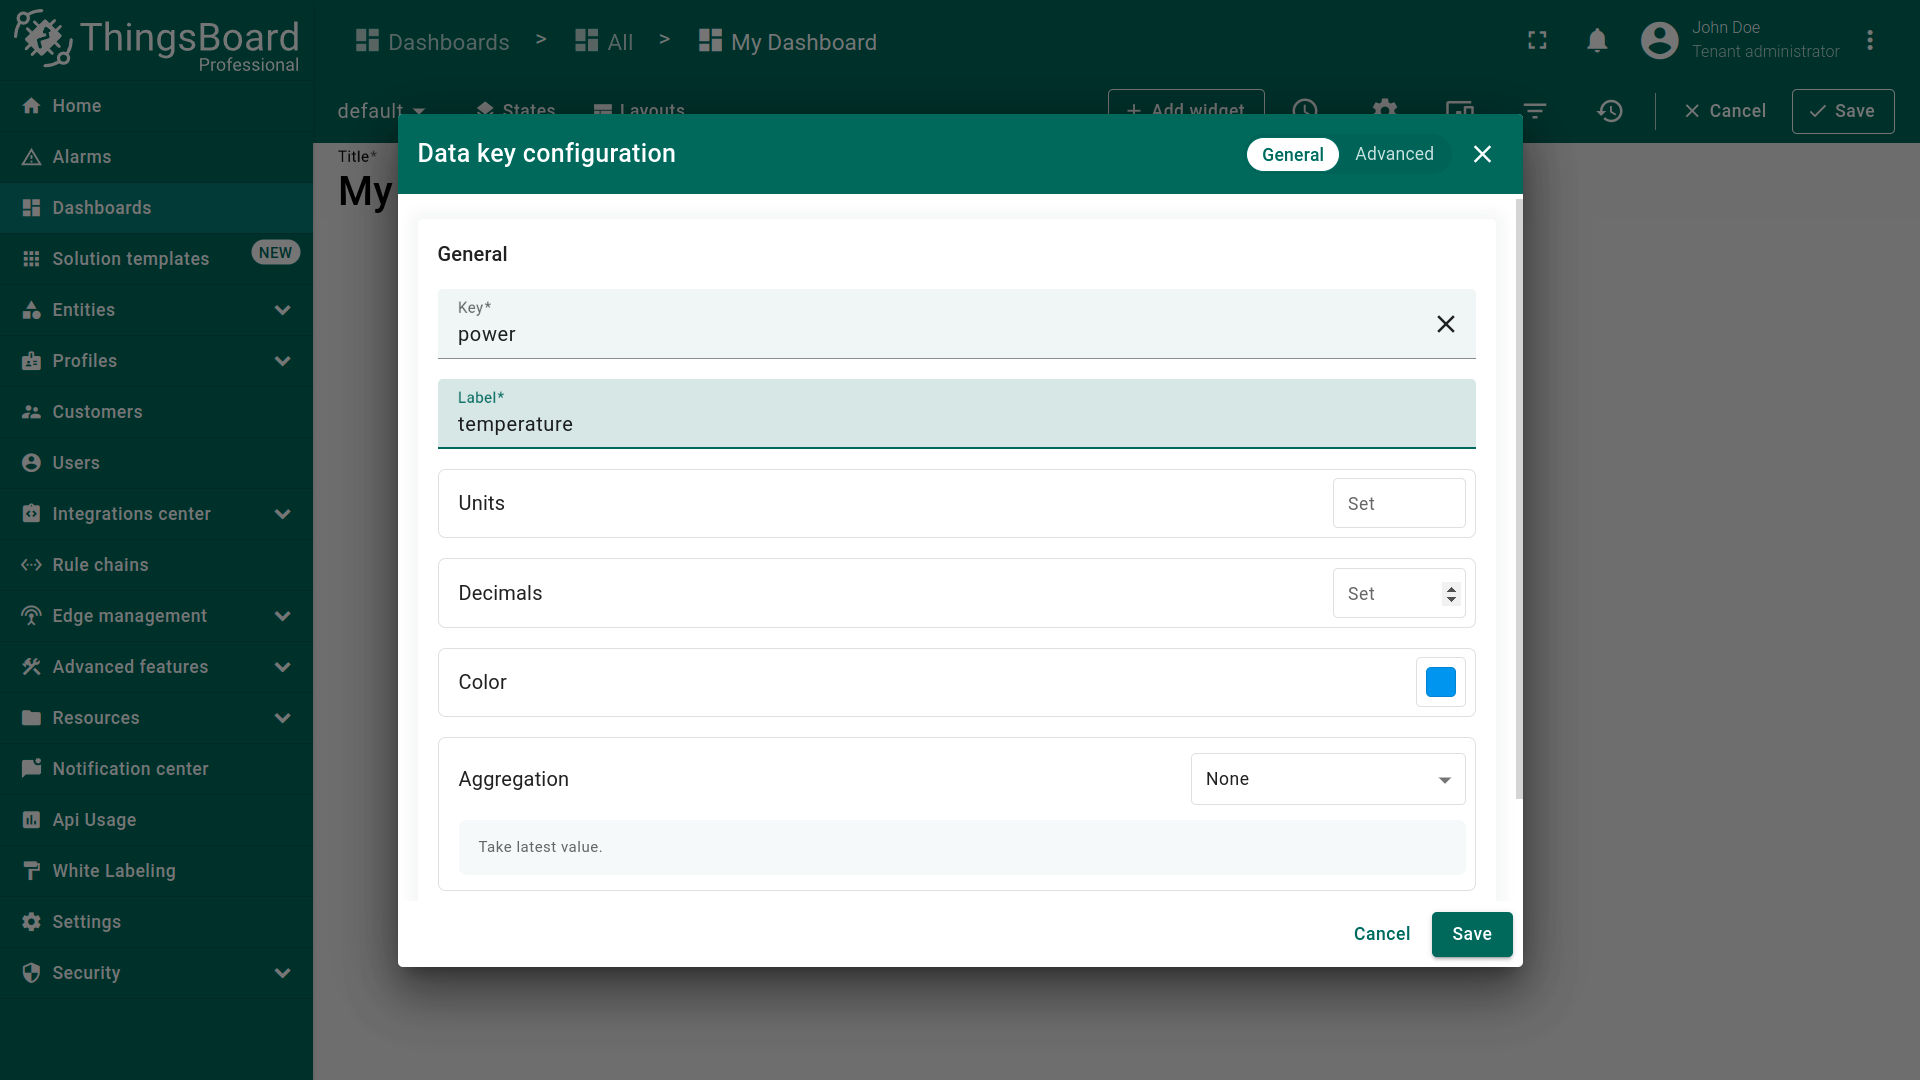 ThingsBoard
Professional
Dashboards > All > My Dashboard
John Doe
Tenant administrator
Home
Alarms
Dashboards
Solution templates NEW
Entities
Profiles
Customers
Users
Integrations center
Rule chains
Edge management
Advanced features
Resources
Notification center
Api Usage
White Labeling
Settings
Security
default States Layouts + Add widget Cancel Save
Title*
My
Data key configuration General Advanced
General
Key*
power
Label*
temperature
Units Set
Decimals Set
Color
Aggregation None
Take latest value.
Cancel Save